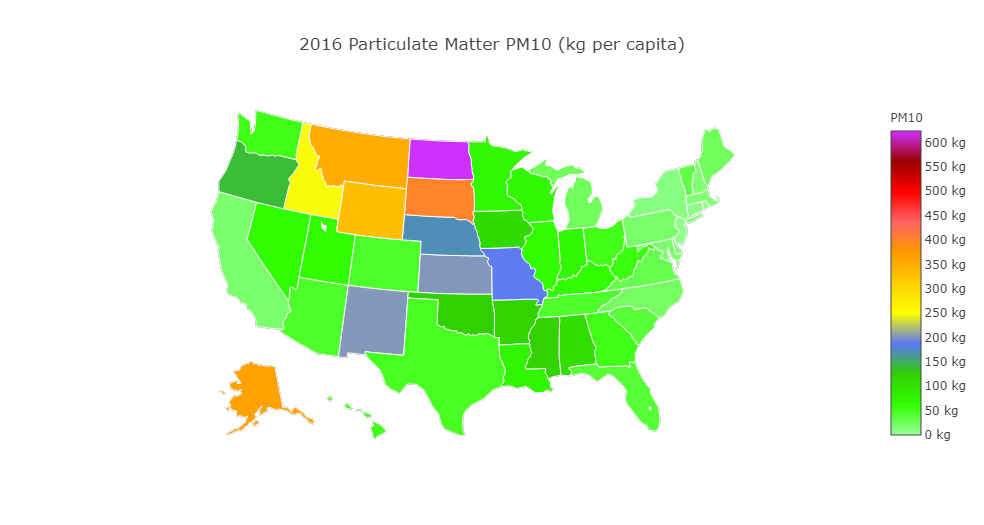 2016 Particulate Matter PM10 (kg per capita)
PM10
600 kg
550 kg
500 kg
450 kg
400 kg
350 kg
300 kg
250 kg
200 kg
150 kg
100 kg
50 kg
0 kg